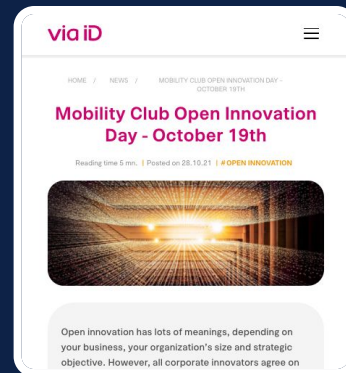 via iD
HOME / NEWS / MOBILITY CLUB OPEN INNOVATION DAY -
OCTOBER 19TH
Mobility Club Open Innovation
Day - October 19th
Reading time 5 mn. | Posted on 28.10.21 | #OPEN INNOVATION
Open innovation has lots of meanings, depending on
your business, your organization's size and strategic
objective. However, all corporate innovators agree on